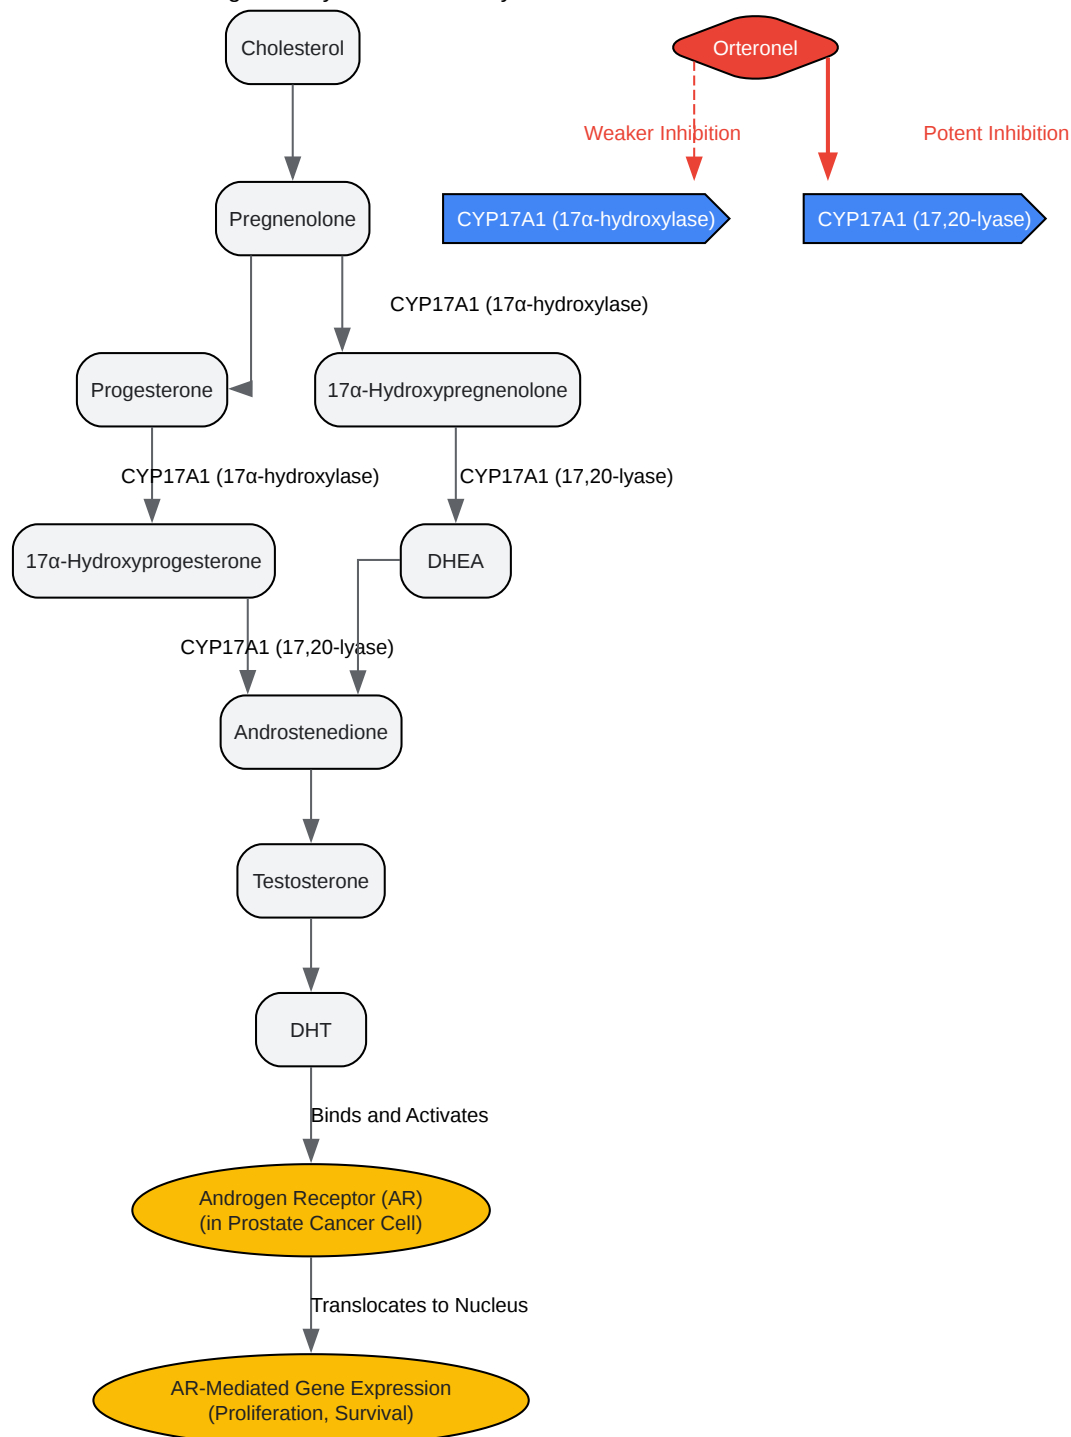 Cholesterol
Orteronel
Weaker Inhibition
Potent Inhibition
Pregnenolone
CYP17A1 (17α-hydroxylase)
CYP17A1 (17,20-lyase)
CYP17A1 (17α-hydroxylase)
Progesterone
17α-Hydroxypregnenolone
CYP17A1 (17α-hydroxylase)
CYP17A1 (17,20-lyase)
17α-Hydroxyprogesterone
DHEA
CYP17A1 (17,20-lyase)
Androstenedione
Testosterone
DHT
Binds and Activates
Androgen Receptor (AR)
(in Prostate Cancer Cell)
Translocates to Nucleus
AR-Mediated Gene Expression
(Proliferation, Survival)